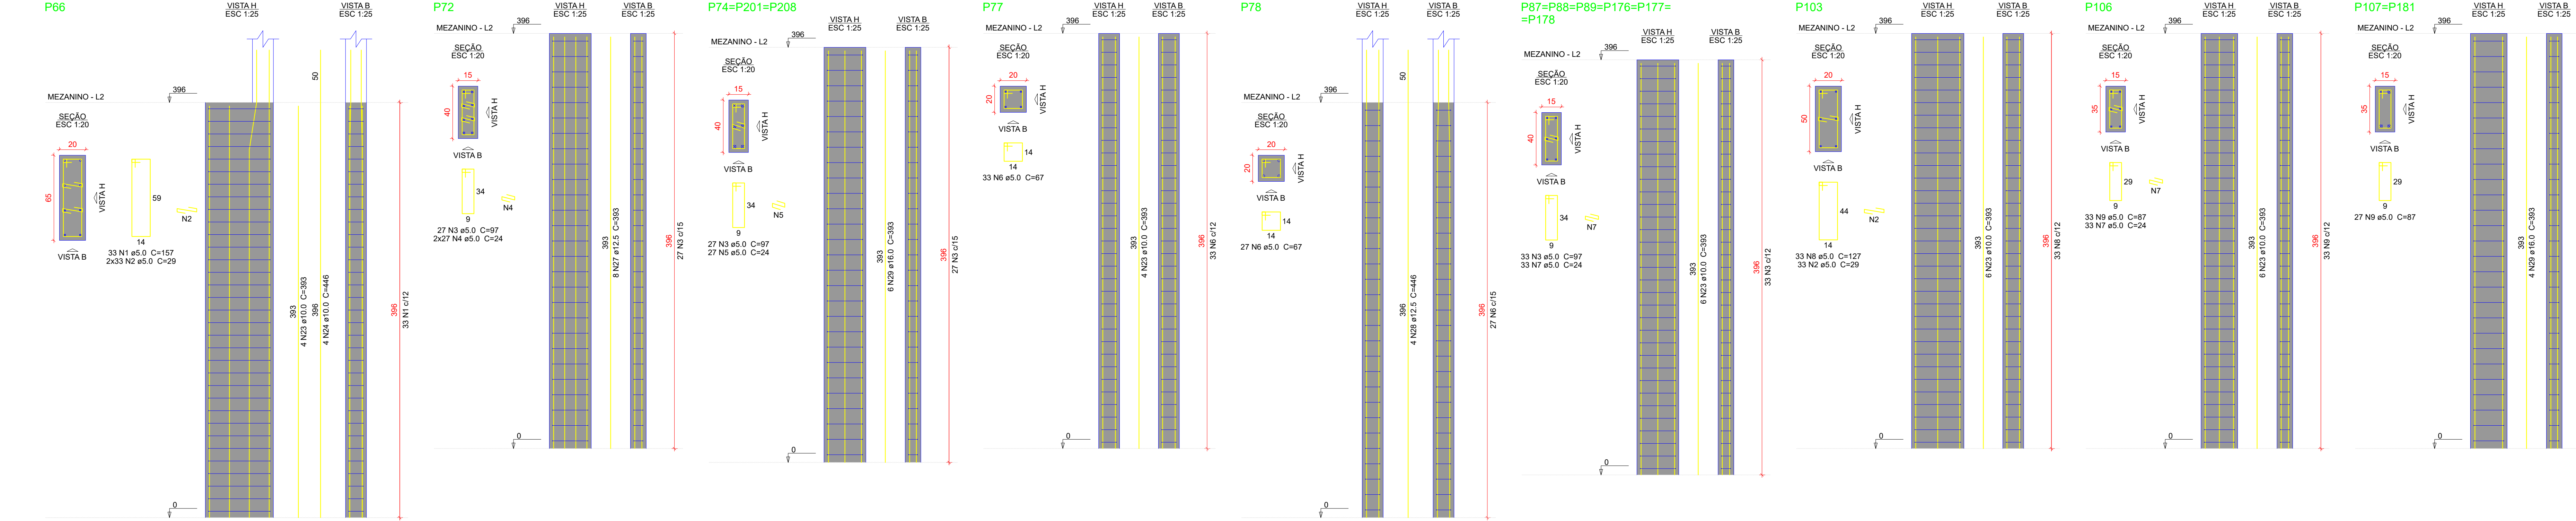 P66
VISTA H
ESC 1:25
VISTA B
ESC 1:25
50
MEZANINO - L2
396
SEÇÃO
ESC 1:20
20
65
VISTA H
VISTA B
59
14
N2
33 N1 ø5.0 C=157
2x33 N2 ø5.0 C=29
393
4 N23 ø10.0 C=393
396
4 N24 ø10.0 C=446
396
33 N1 c/12
0
P72
VISTA H
ESC 1:25
VISTA B
ESC 1:25
MEZANINO - L2
396
SEÇÃO
ESC 1:20
15
40
VISTA H
VISTA B
34
9
N4
27 N3 ø5.0 C=97
2x27 N4 ø5.0 C=24
393
8 N27 ø12.5 C=393
396
27 N3 c/15
0
P74=P201=P208
VISTA H
ESC 1:25
VISTA B
ESC 1:25
MEZANINO - L2
396
SEÇÃO
ESC 1:20
15
40
VISTA H
VISTA B
34
9
N5
27 N3 ø5.0 C=97
27 N5 ø5.0 C=24
393
6 N29 ø16.0 C=393
396
27 N3 c/15
0
P77
VISTA H
ESC 1:25
VISTA B
ESC 1:25
MEZANINO - L2
396
SEÇÃO
ESC 1:20
20
20
VISTA H
VISTA B
14
14
33 N6 ø5.0 C=67
393
4 N23 ø10.0 C=393
396
33 N6 c/12
0
P78
VISTA H
ESC 1:25
VISTA B
ESC 1:25
50
MEZANINO - L2
396
SEÇÃO
ESC 1:20
20
20
VISTA H
VISTA B
14
14
27 N6 ø5.0 C=67
396
4 N28 ø12.5 C=446
396
27 N6 c/15
0
P87=P88=P89=P176=P177=
=P178
VISTA H
ESC 1:25
VISTA B
ESC 1:25
MEZANINO - L2
396
SEÇÃO
ESC 1:20
15
40
VISTA H
VISTA B
34
9
N7
33 N3 ø5.0 C=97
33 N7 ø5.0 C=24
393
6 N23 ø10.0 C=393
396
33 N3 c/12
0
P103
VISTA H
ESC 1:25
VISTA B
ESC 1:25
MEZANINO - L2
396
SEÇÃO
ESC 1:20
20
50
VISTA H
VISTA B
44
14
N2
33 N8 ø5.0 C=127
33 N2 ø5.0 C=29
393
6 N23 ø10.0 C=393
396
33 N8 c/12
0
P106
VISTA H
ESC 1:25
VISTA B
ESC 1:25
MEZANINO - L2
396
SEÇÃO
ESC 1:20
15
35
VISTA H
VISTA B
29
9
N7
33 N9 ø5.0 C=87
33 N7 ø5.0 C=24
393
6 N23 ø10.0 C=393
396
33 N9 c/12
0
P107=P181
VISTA H
ESC 1:25
VISTA B
ESC 1:25
MEZANINO - L2
396
SEÇÃO
ESC 1:20
15
35
VISTA H
VISTA B
29
9
27 N9 ø5.0 C=87
393
4 N29 ø16.0 C=393
0